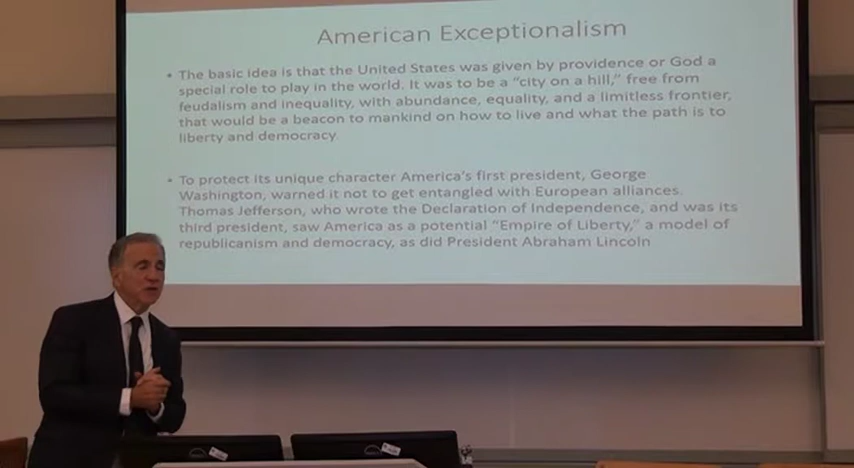 American Exceptionalism
• The basic idea is that the United States was given by providence or God a
special role to play in the world. It was to be a “city on a hill,” free from
feudalism and inequality, with abundance, equality, and a limitless frontier,
that would be a beacon to mankind on how to live and what the path is to
liberty and democracy.
• To protect its unique character America’s first president, George
Washington, warned it not to get entangled with European alliances.
Thomas Jefferson, who wrote the Declaration of Independence, and was its
third president, saw America as a potential “Empire of Liberty,” a model of
republicanism and democracy, as did President Abraham Lincoln